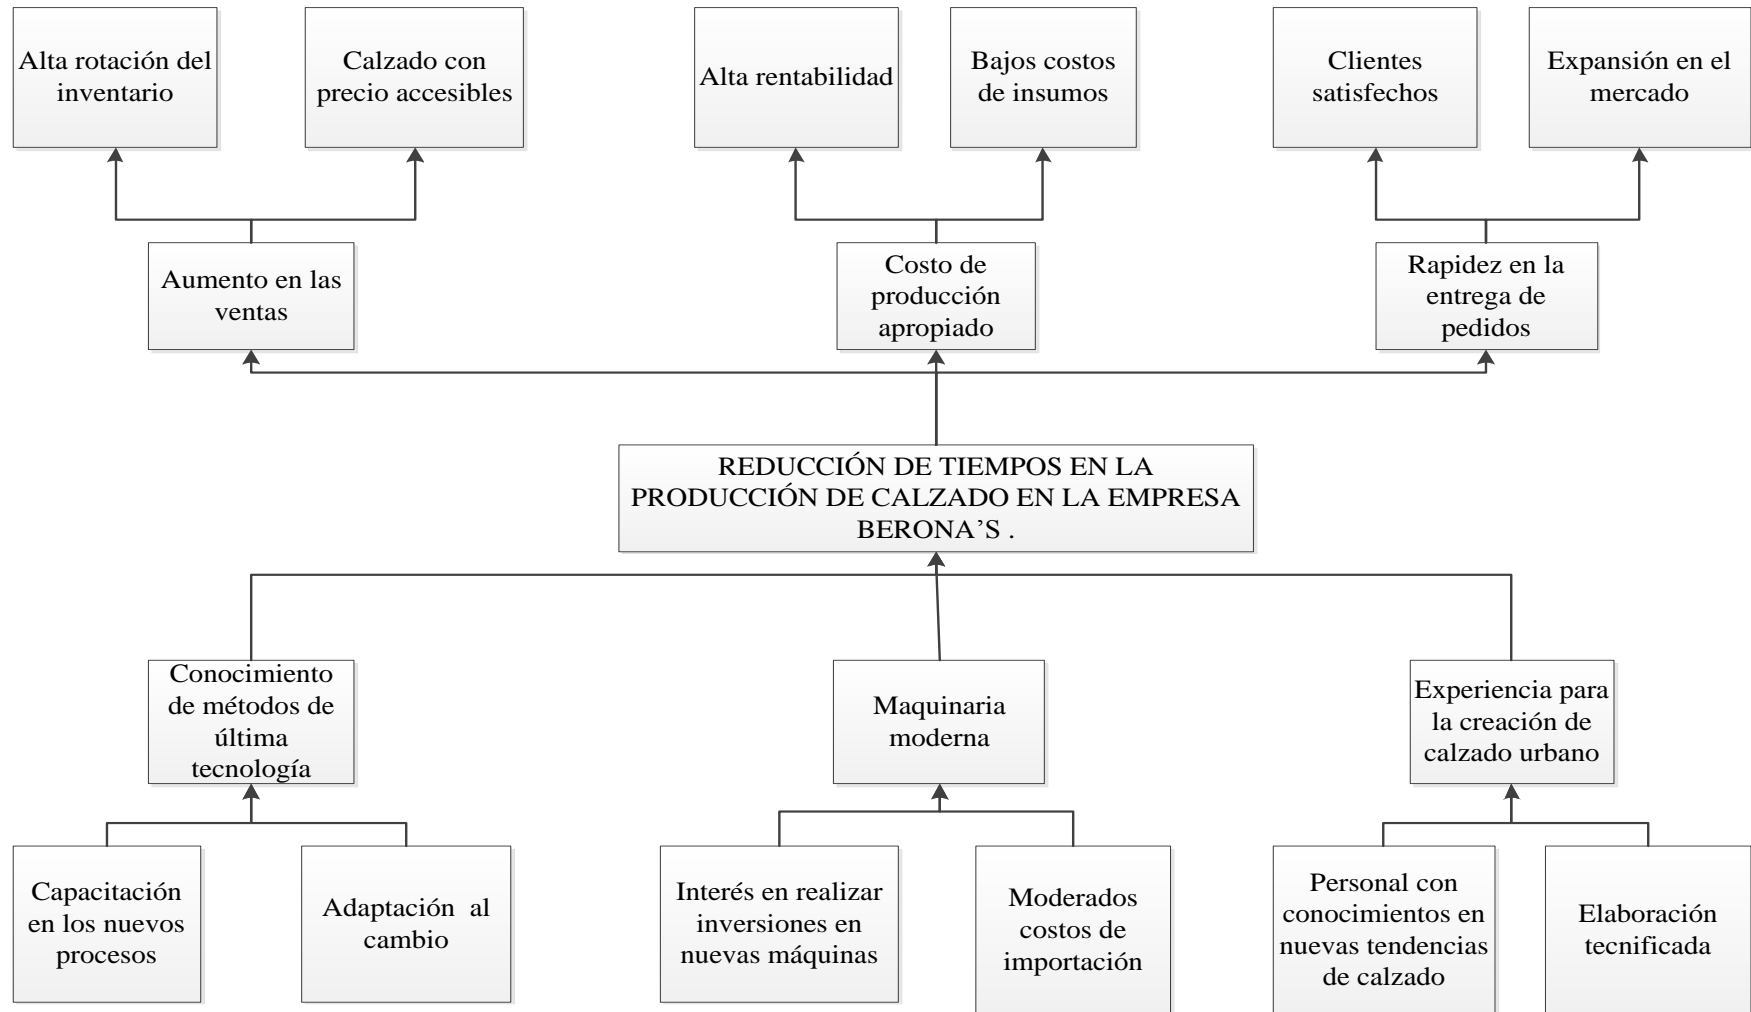 Alta rotación del
inventario
Calzado con
precio accesibles
Alta rentabilidad
Bajos costos
de insumos
Clientes
satisfechos
Expansión en el
mercado
Aumento en las
ventas
Costo de
producción
apropiado
Rapidez en la
entrega de
pedidos
REDUCCIÓN DE TIEMPOS EN LA
PRODUCCIÓN DE CALZADO EN LA EMPRESA
BERONA’S .
Conocimiento
de métodos de
última
tecnología
Maquinaria
moderna
Experiencia para
la creación de
calzado urbano
Capacitación
en los nuevos
procesos
Adaptación  al
cambio
Interés en realizar
inversiones en
nuevas máquinas
Moderados
costos de
importación
Personal con
conocimientos en
nuevas tendencias
de calzado
Elaboración
tecnificada